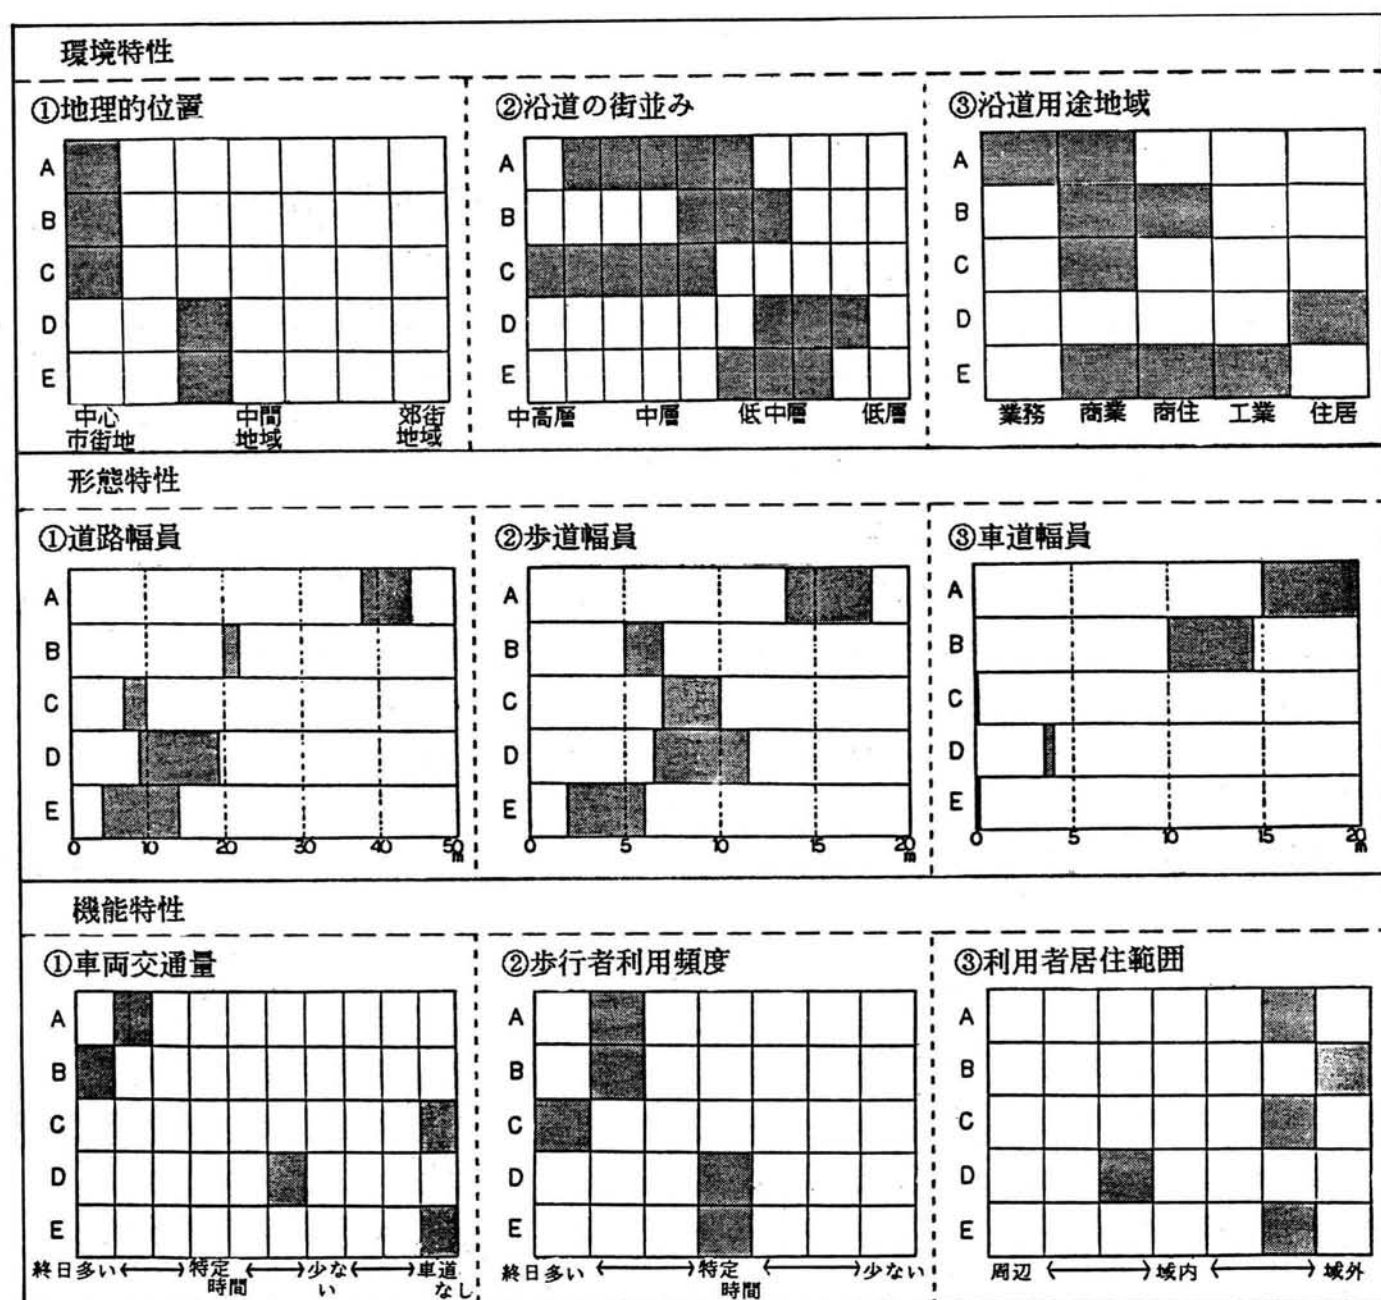 環境特性
①地理的位置
A
B
C
D
E
中心
市街地
中間
地域
郊街
地域
②沿道の街並み
A
B
C
D
E
中高層
中層
低中層
低層
③沿道用途地域
A
B
C
D
E
業務
商業
商住
工業
住居
形態特性
①道路幅員
A
B
C
D
E
0 10 20 30 40 50
m
②歩道幅員
A
B
C
D
E
0 5 10 15 20
m
③車道幅員
A
B
C
D
E
0 5 10 15 20
m
機能特性
①車両交通量
A
B
C
D
E
終日多い
特定
時間
少な
い
車道
なし
②歩行者利用頻度
A
B
C
D
E
終日多い
特定
時間
少ない
③利用者居住範囲
A
B
C
D
E
周辺
域内
域外